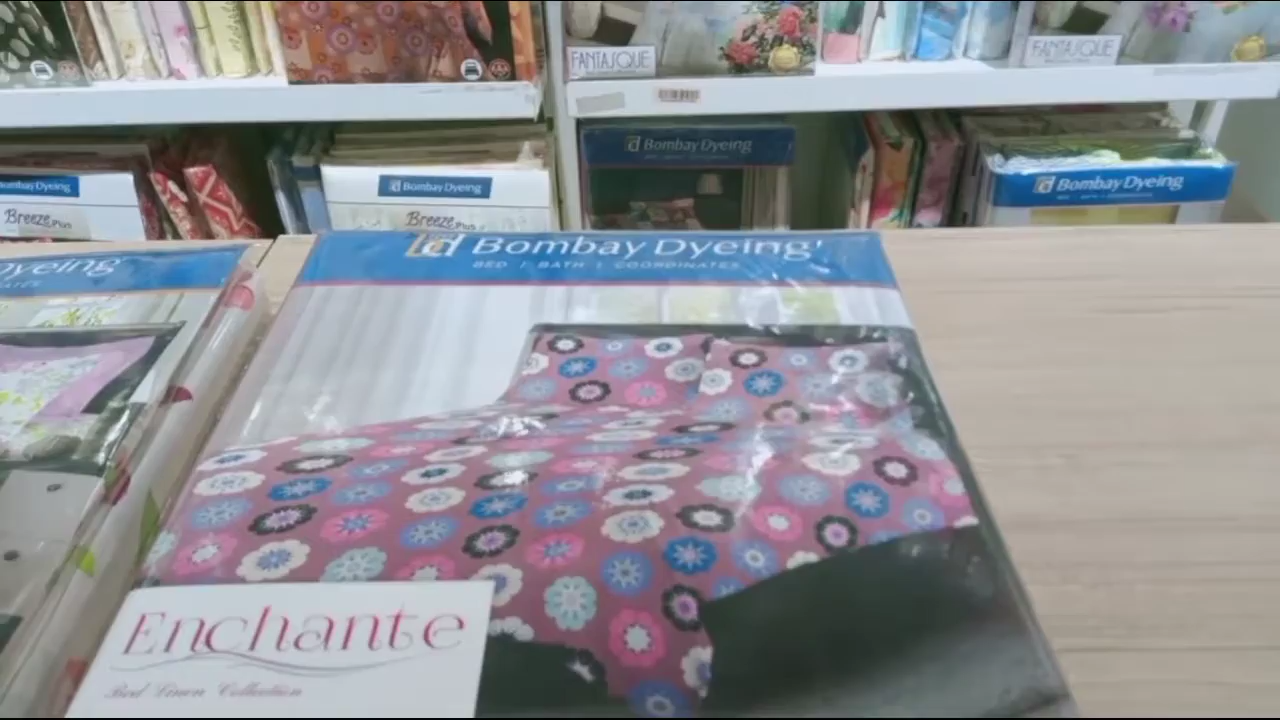 FANTASQUE
FANTASQUE
Bombay Dyeing
Bombay Dyeing
Breeze
Bombay Dyeing
Breeze
Bombay Dyeing
Dyeing
Bombay Dyeing
BED / BATH / COORDINATES
Enchante
Bed Linen Collection